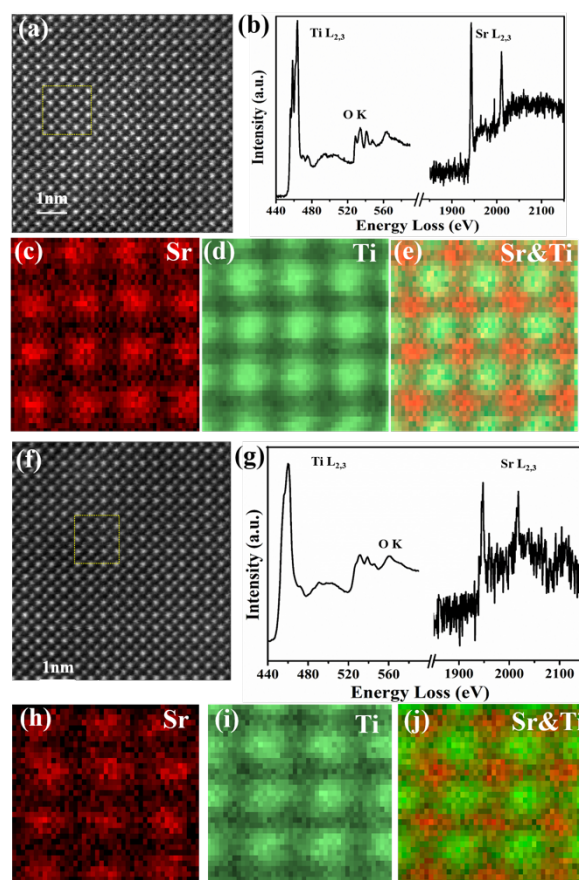 (a)
1nm
(b)
Ti L2,3
O K
Sr L2,3
Intensity (a.u.)
440 480 520 560 1900 2000 2100
Energy Loss (eV)
(c) Sr
(d) Ti
(e) Sr&Ti
(f)
1nm
(g)
Ti L2,3
O K
Sr L2,3
Intensity (a.u.)
440 480 520 560 1900 2000 2100
Energy Loss (eV)
(h) Sr
(i) Ti
(j) Sr&Ti